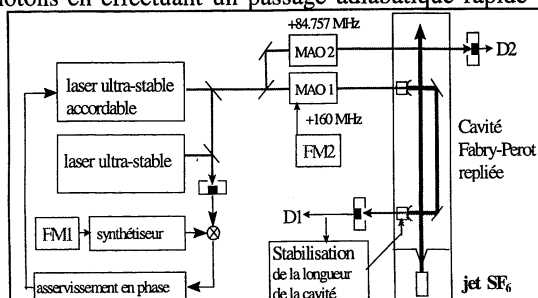 otons en effectuant un passage adiabatique rapide
+84.757 MHz
MAO 2
D2
laser ultra-stable
accordable
MAO 1
+160 MHz
FM2
Cavité
Fabry-Perot
repliée
laser ultra-stable
D1
FM1
synthétiseur
Stabilisation
de la longueur
de la cavité
asservissement en phase
jet SF6